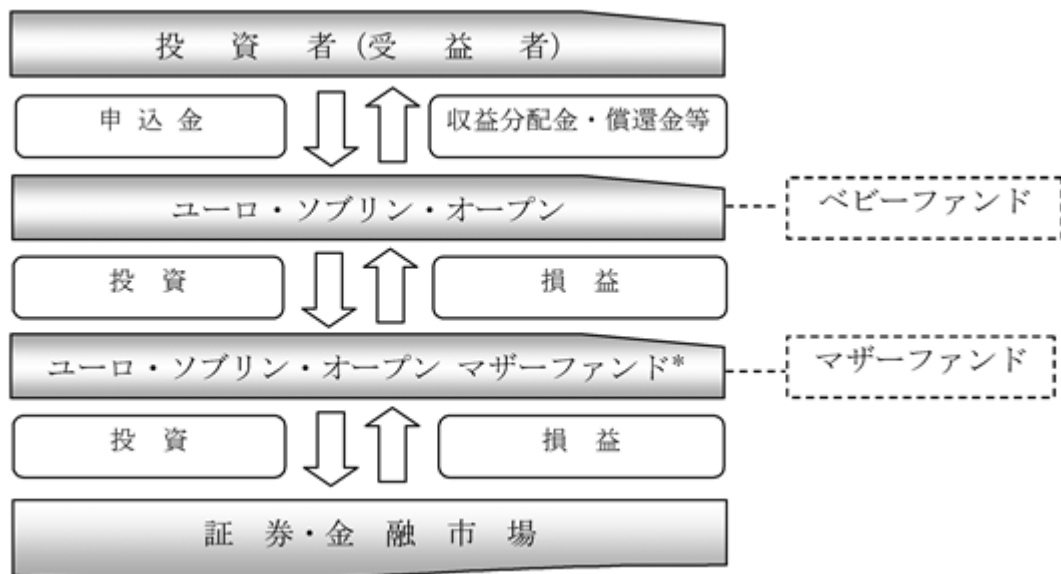 投資者(受益者)
申込金
収益分配金・償還金等
ユーロ・ソブリン・オープン
ベビーファンド
投資
損益
ユーロ・ソブリン・オープン マザーファンド*
マザーファンド
投資
損益
証券・金融市場